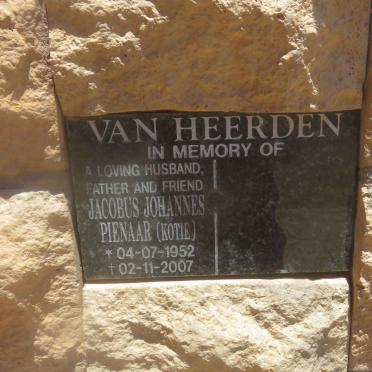 VAN HEERDEN
IN MEMORY OF
A LOVING HUSBAND,
FATHER AND FRIEND
JACOBUS JOHANNES
PIENAAR (KOTIE)
* 04-07-1952
† 02-11-2007